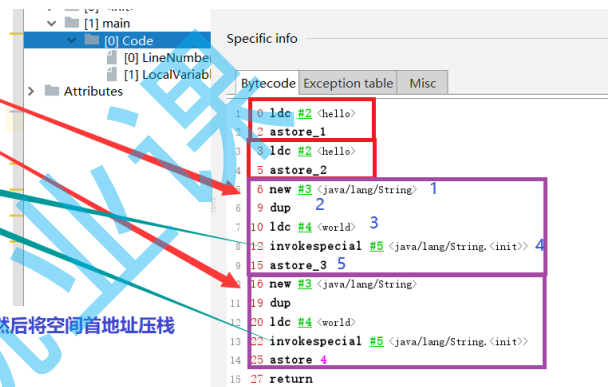 [1] main
[0] Code
[0] LineNumber
[1] LocalVariabl
Attributes
Specific info
Bytecode Exception table Misc
1 0 ldc #2 <hello>
2 2 astore_1
3 3 ldc #2 <hello>
4 5 astore_2
5 6 new #3 <java/lang/String> 1
6 9 dup 2
7 10 ldc #4 <world> 3
8 12 invokespecial #5 <java/lang/String.<init>> 4
9 15 astore_3 5
10 16 new #3 <java/lang/String>
11 19 dup
12 20 ldc #4 <world>
13 22 invokespecial #5 <java/lang/String.<init>>
14 25 astore 4
15 27 return
然后将空间首地址压栈